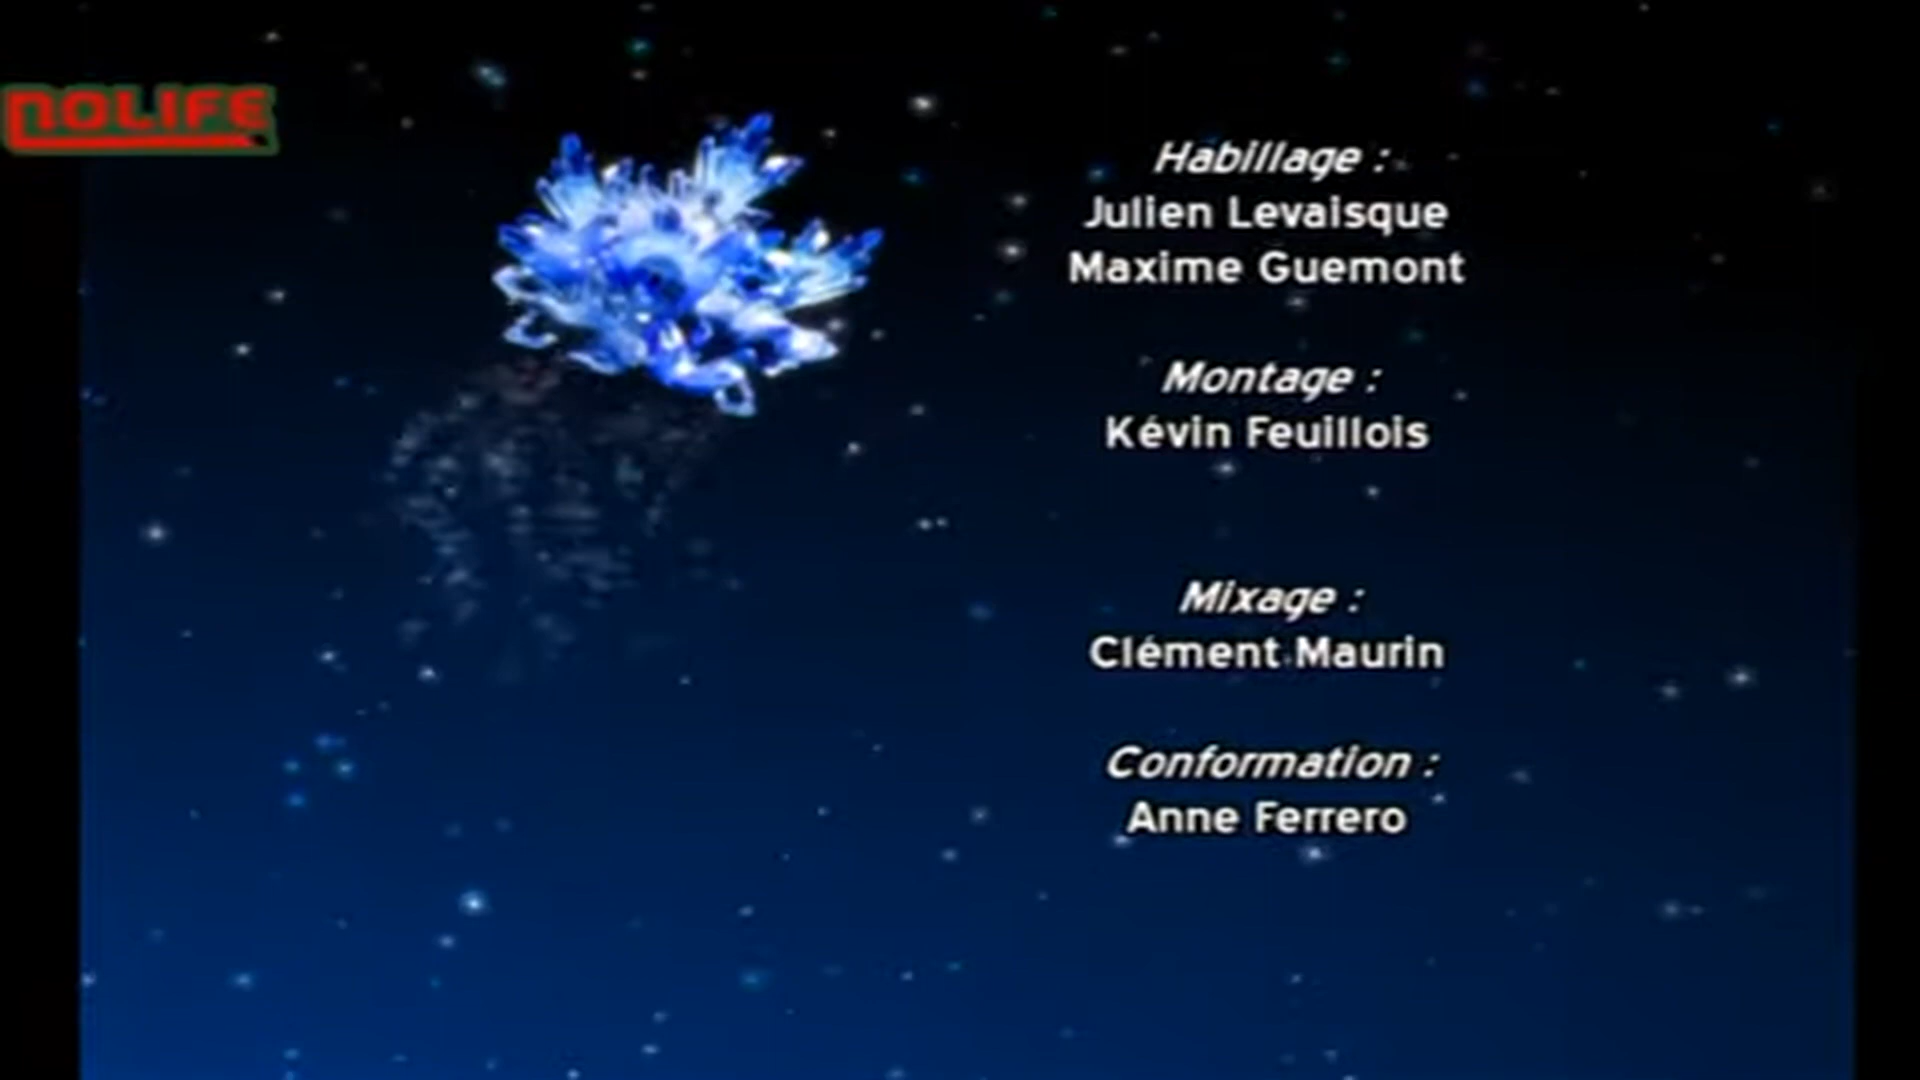 NOLIFE
Habillage :
Julien Levaisque
Maxime Guemont
Montage :
Kévin Feuillois
Mixage :
Clément Maurin
Conformation :
Anne Ferrero